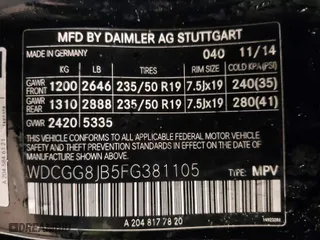 MFD BY DAIMLER AG STUTTGART
MADE IN GERMANY 040 11/14
KG LB TIRE SIZE RIM SIZE COLD KPA(PSI)
GAWR FRONT 1200 2646 235/50 R19 7.5Jx19 240(35)
GAWR REAR 1310 2888 235/50 R19 7.5Jx19 280(41)
GVWR 2420 5335
THIS VEHICLE CONFORMS TO ALL APPLICABLE FEDERAL
MOTOR VEHICLE SAFETY, BUMPER, AND THEFT PREVENTION
STANDARDS IN EFFECT ON THE DATE OF MANUFACTURE
SHOWN ABOVE.
WDCGG8JB5FG381105 TYPE: MPV
A 204 817 78 20